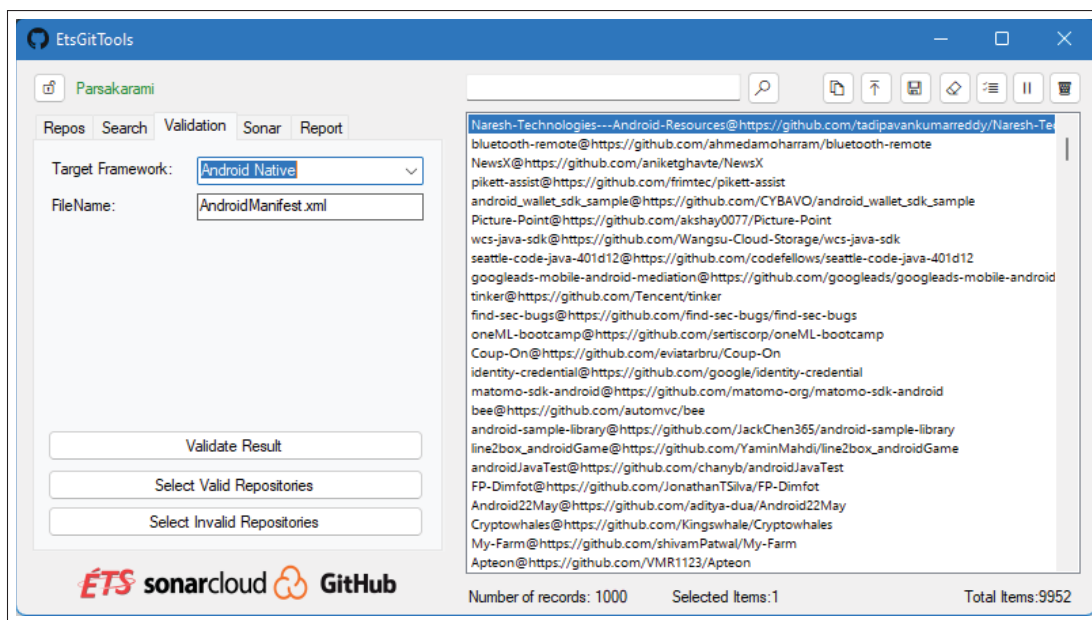 EtsGitTools
Parsakarami
Repos Search Validation Sonar Report
Target Framework: Android Native
FileName: AndroidManifest.xml
Validate Result
Select Valid Repositories
Select Invalid Repositories
ÉTS sonarcloud GitHub
Naresh-Technologies---Android-Resources@https://github.com/tadipavankumarreddy/Naresh-Te
bluetooth-remote@https://github.com/ahmedamoharram/bluetooth-remote
NewsX@https://github.com/aniketghavte/NewsX
pikett-assist@https://github.com/frimtec/pikett-assist
android_wallet_sdk_sample@https://github.com/CYBAVO/android_wallet_sdk_sample
Picture-Point@https://github.com/akshay0077/Picture-Point
wcs-java-sdk@https://github.com/Wangsu-Cloud-Storage/wcs-java-sdk
seattle-code-java-401d12@https://github.com/codefellows/seattle-code-java-401d12
googleads-mobile-android-mediation@https://github.com/googleads/googleads-mobile-android
tinker@https://github.com/Tencent/tinker
find-sec-bugs@https://github.com/find-sec-bugs/find-sec-bugs
oneML-bootcamp@https://github.com/sertiscorp/oneML-bootcamp
Coup-On@https://github.com/eviatarbru/Coup-On
identity-credential@https://github.com/google/identity-credential
matomo-sdk-android@https://github.com/matomo-org/matomo-sdk-android
bee@https://github.com/automvc/bee
android-sample-library@https://github.com/JackChen365/android-sample-library
line2box_androidGame@https://github.com/YaminMahdi/line2box_androidGame
androidJavaTest@https://github.com/chanyb/androidJavaTest
FP-Dimfot@https://github.com/JonathanTSilva/FP-Dimfot
Android22May@https://github.com/aditya-dua/Android22May
Cryptowhales@https://github.com/Kingswhale/Cryptowhales
My-Farm@https://github.com/shivamPatwal/My-Farm
Apteon@https://github.com/VMR1123/Apteon
Number of records: 1000 Selected Items:1 Total Items:9952